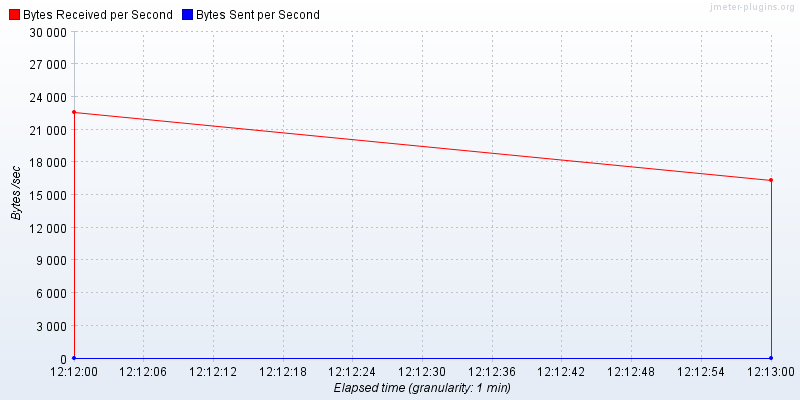 jmeter-plugins.org
Bytes Received per Second Bytes Sent per Second
30 000
27 000
24 000
21 000
18 000
15 000
12 000
9 000
6 000
3 000
0
Bytes /sec
12:12:00 12:12:06 12:12:12 12:12:18 12:12:24 12:12:30 12:12:36 12:12:42 12:12:48 12:12:54 12:13:00
Elapsed time (granularity: 1 min)